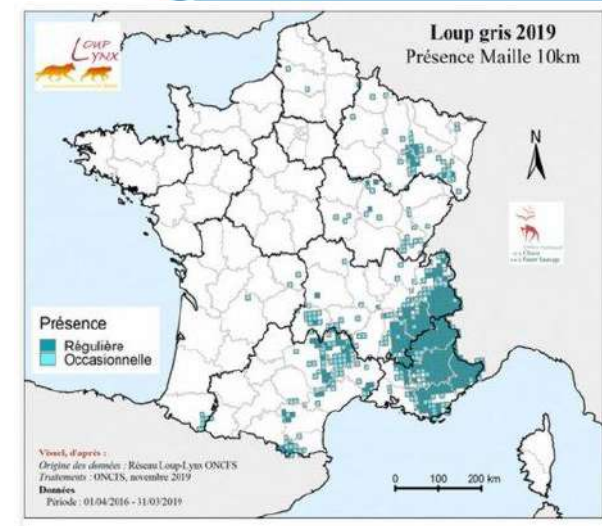 LOUP
LYNX
Loup gris 2019
Présence Maille 10km
N
Présence
Régulière
Occasionnelle
Visuel, d'après :
Origine des données : Réseau Loup-Lynx ONCFS
Traitements : ONCFS, novembre 2019
Données
Période : 01/04/2016 - 31/03/2019
0 100 200 km